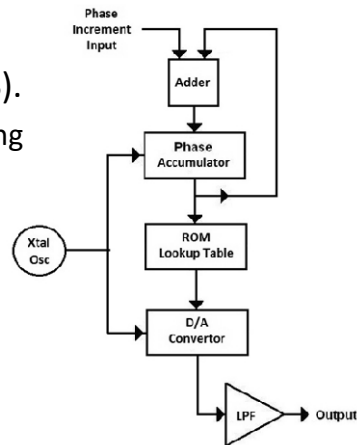 Phase
Increment
Input
).
ng
Adder
Phase
Accumulator
ROM
Lookup Table
Xtal
Osc
D/A
Convertor
LPF
Output